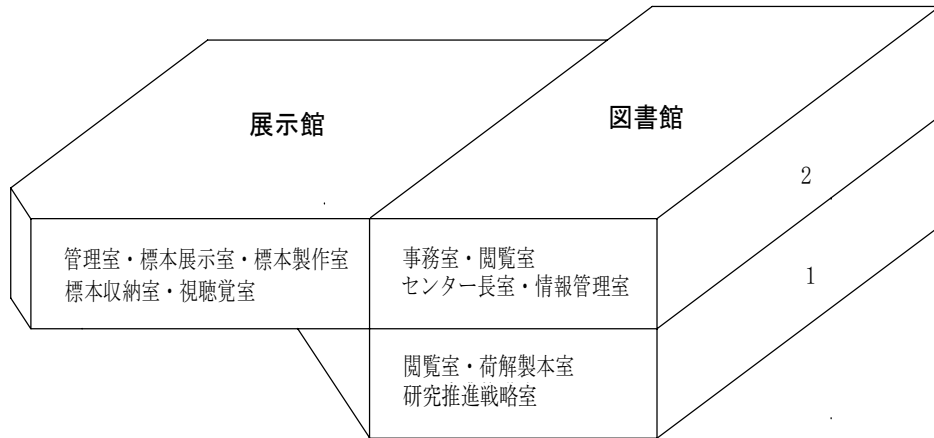 展示館
図書館
2
管理室・標本展示室・標本製作室
標本収納室・視聴覚室
事務室・閲覧室
センター長室・情報管理室
1
閲覧室・荷解製本室
研究推進戦略室